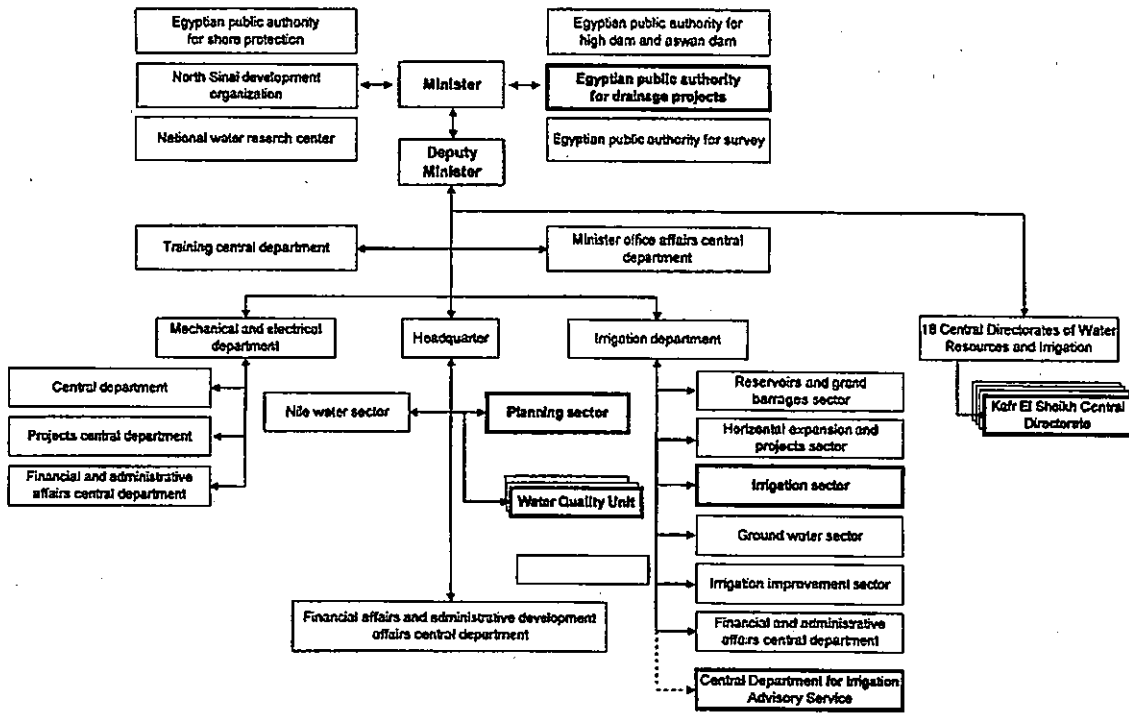 Egyptian public authority
for shore protection
Egyptian public authority for
high dam and aswan dam
North Sinai development
organization
Minister
Egyptian public authority
for drainage projects
National water resarch center
Deputy
Minister
Egyptian public authority for survey
Training central department
Minister office affairs central
department
Mechanical and electrical
department
Headquarter
Irrigation department
18 Central Directorates of Water
Resources and Irrigation
Central department
Projects central department
Financial and administrative
affairs central department
Nile water sector
Planning sector
Water Quality Unit
Reservoirs and grand
barrages sector
Horizontal expansion and
projects sector
Irrigation sector
Ground water sector
Irrigation improvement sector
Financial and administrative
affairs central department
Central Department for Irrigation
Advisory Service
Kafr El Sheikh Central
Directorate
Financial affairs and administrative development
affairs central department